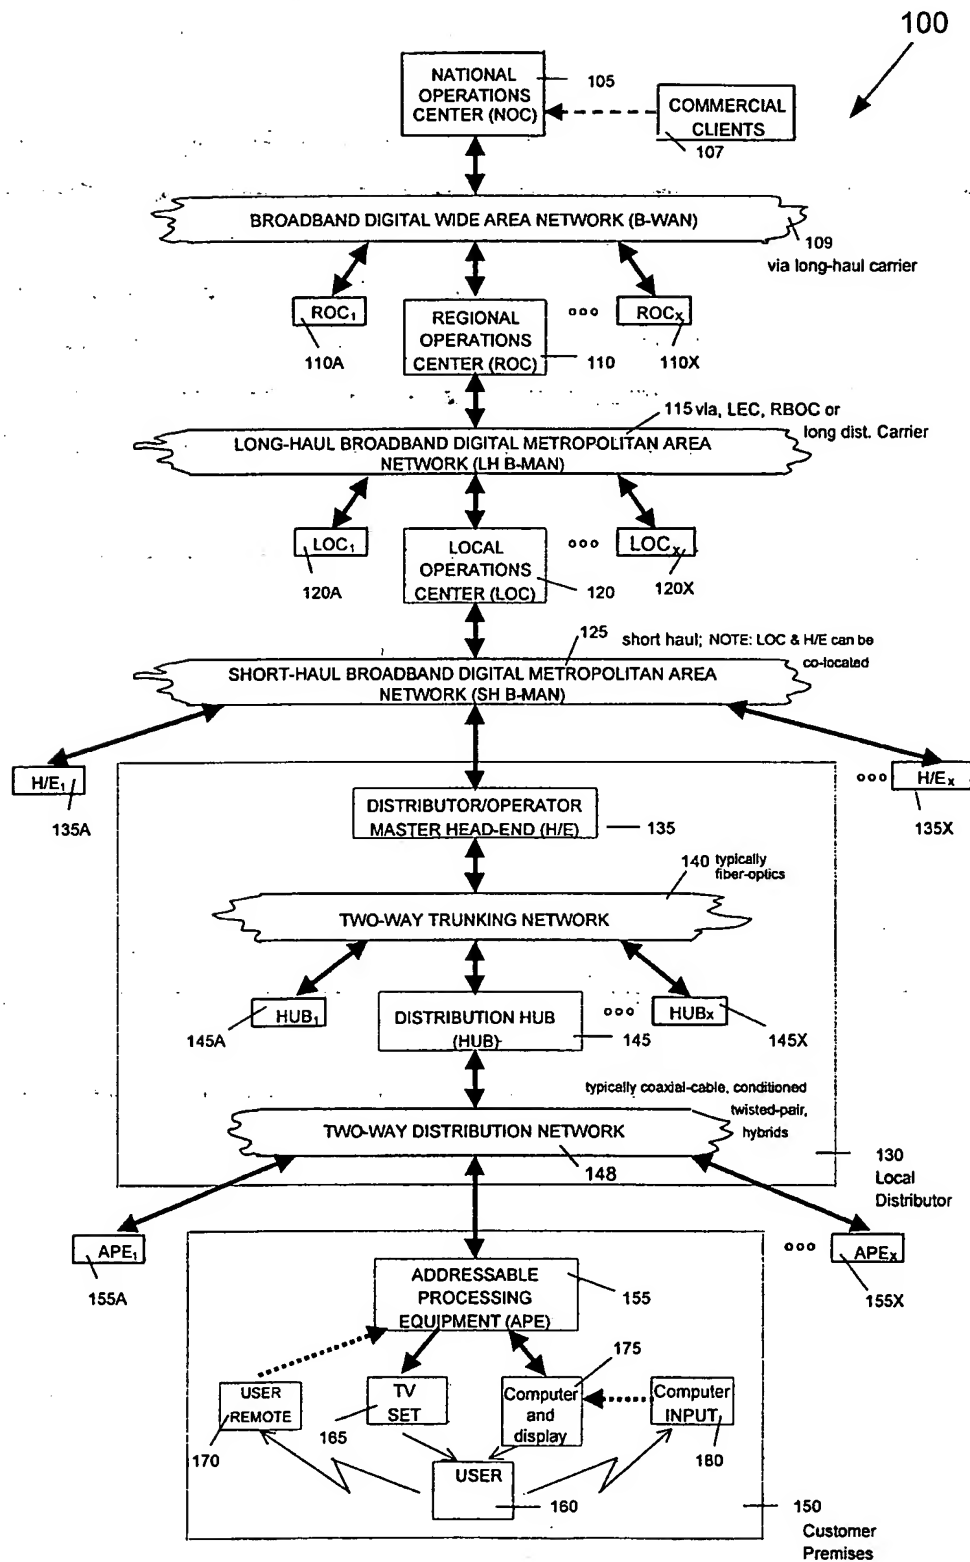 100
NATIONAL
OPERATIONS
CENTER (NOC)
105
COMMERCIAL
CLIENTS
107
BROADBAND DIGITAL WIDE AREA NETWORK (B-WAN)
109
via long-haul carrier
ROC1
110A
REGIONAL
OPERATIONS
CENTER (ROC)
110
ooo
ROCx
110X
115 via, LEC, RBOC or
long dist. Carrier
LONG-HAUL BROADBAND DIGITAL METROPOLITAN AREA
NETWORK (LH B-MAN)
LOC1
120A
LOCAL
OPERATIONS
CENTER (LOC)
120
ooo
LOCx
120X
125 short haul; NOTE: LOC & H/E can be
co-located
SHORT-HAUL BROADBAND DIGITAL METROPOLITAN AREA
NETWORK (SH B-MAN)
H/E1
135A
ooo
H/Ex
135X
DISTRIBUTOR/OPERATOR
MASTER HEAD-END (H/E)
135
140 typically
fiber-optics
TWO-WAY TRUNKING NETWORK
HUB1
145A
DISTRIBUTION HUB
(HUB)
145
ooo
HUBx
145X
typically coaxial-cable, conditioned
twisted-pair,
hybrids
TWO-WAY DISTRIBUTION NETWORK
148
130
Local
Distributor
APE1
155A
ooo
APEx
155X
ADDRESSABLE
PROCESSING
EQUIPMENT (APE)
155
175
USER
REMOTE
170
TV
SET
165
Computer
and
display
Computer
INPUT
180
USER
160
150
Customer
Premises